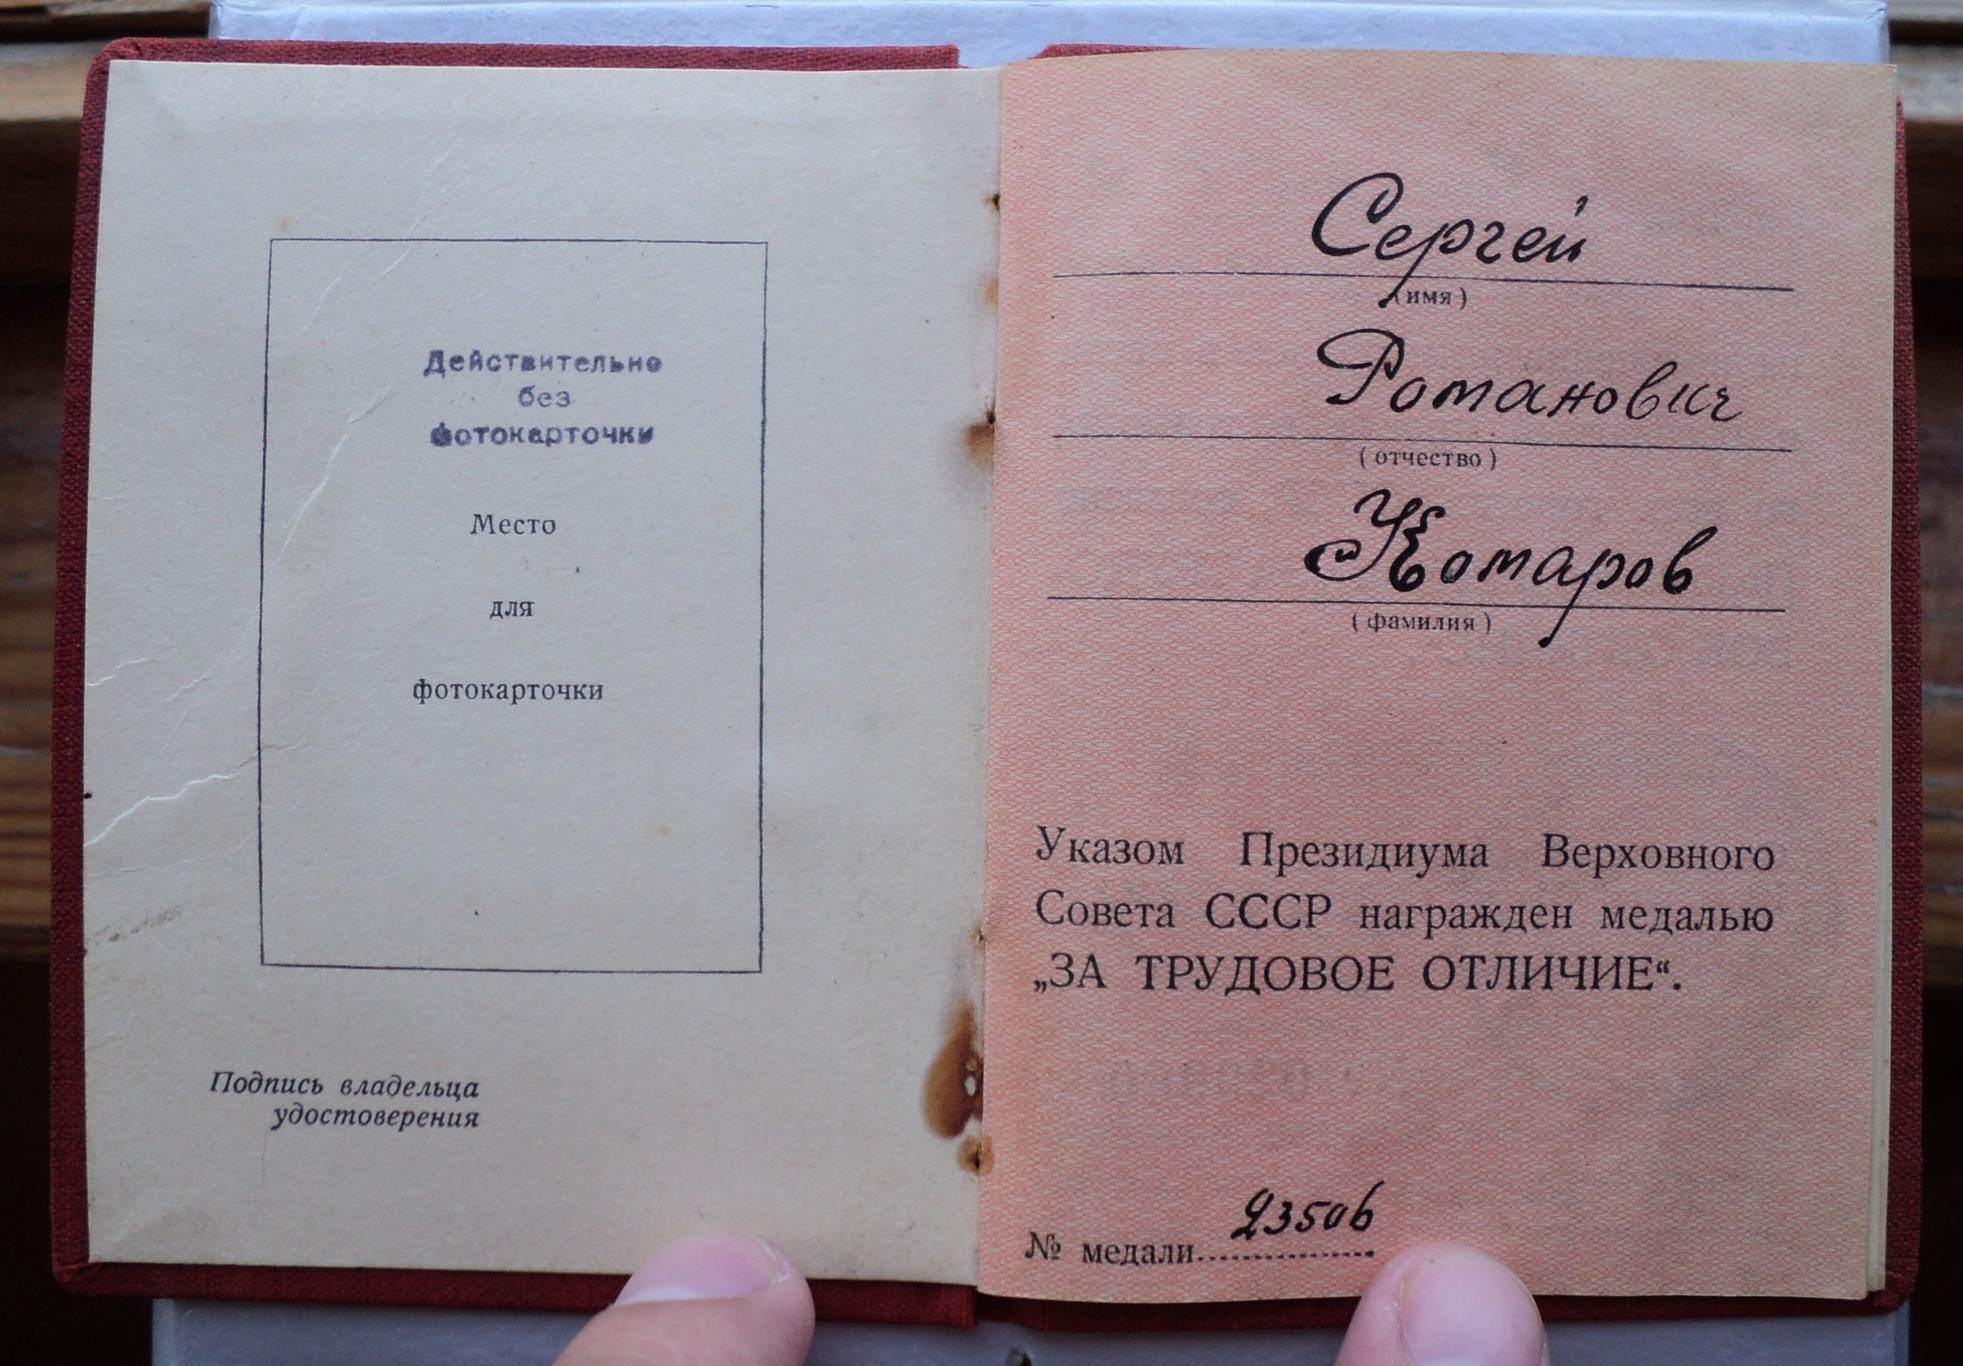 Действительно
без
фотокарточки
Место
для
фотокарточки
Подпись владельца
удостоверения
Сергей
(имя)
Романович
(отчество)
Комаров
(фамилия)
Указом Президиума Верховного
Совета СССР награжден медалью
„ЗА ТРУДОВОЕ ОТЛИЧИЕ“.
№ медали 23506